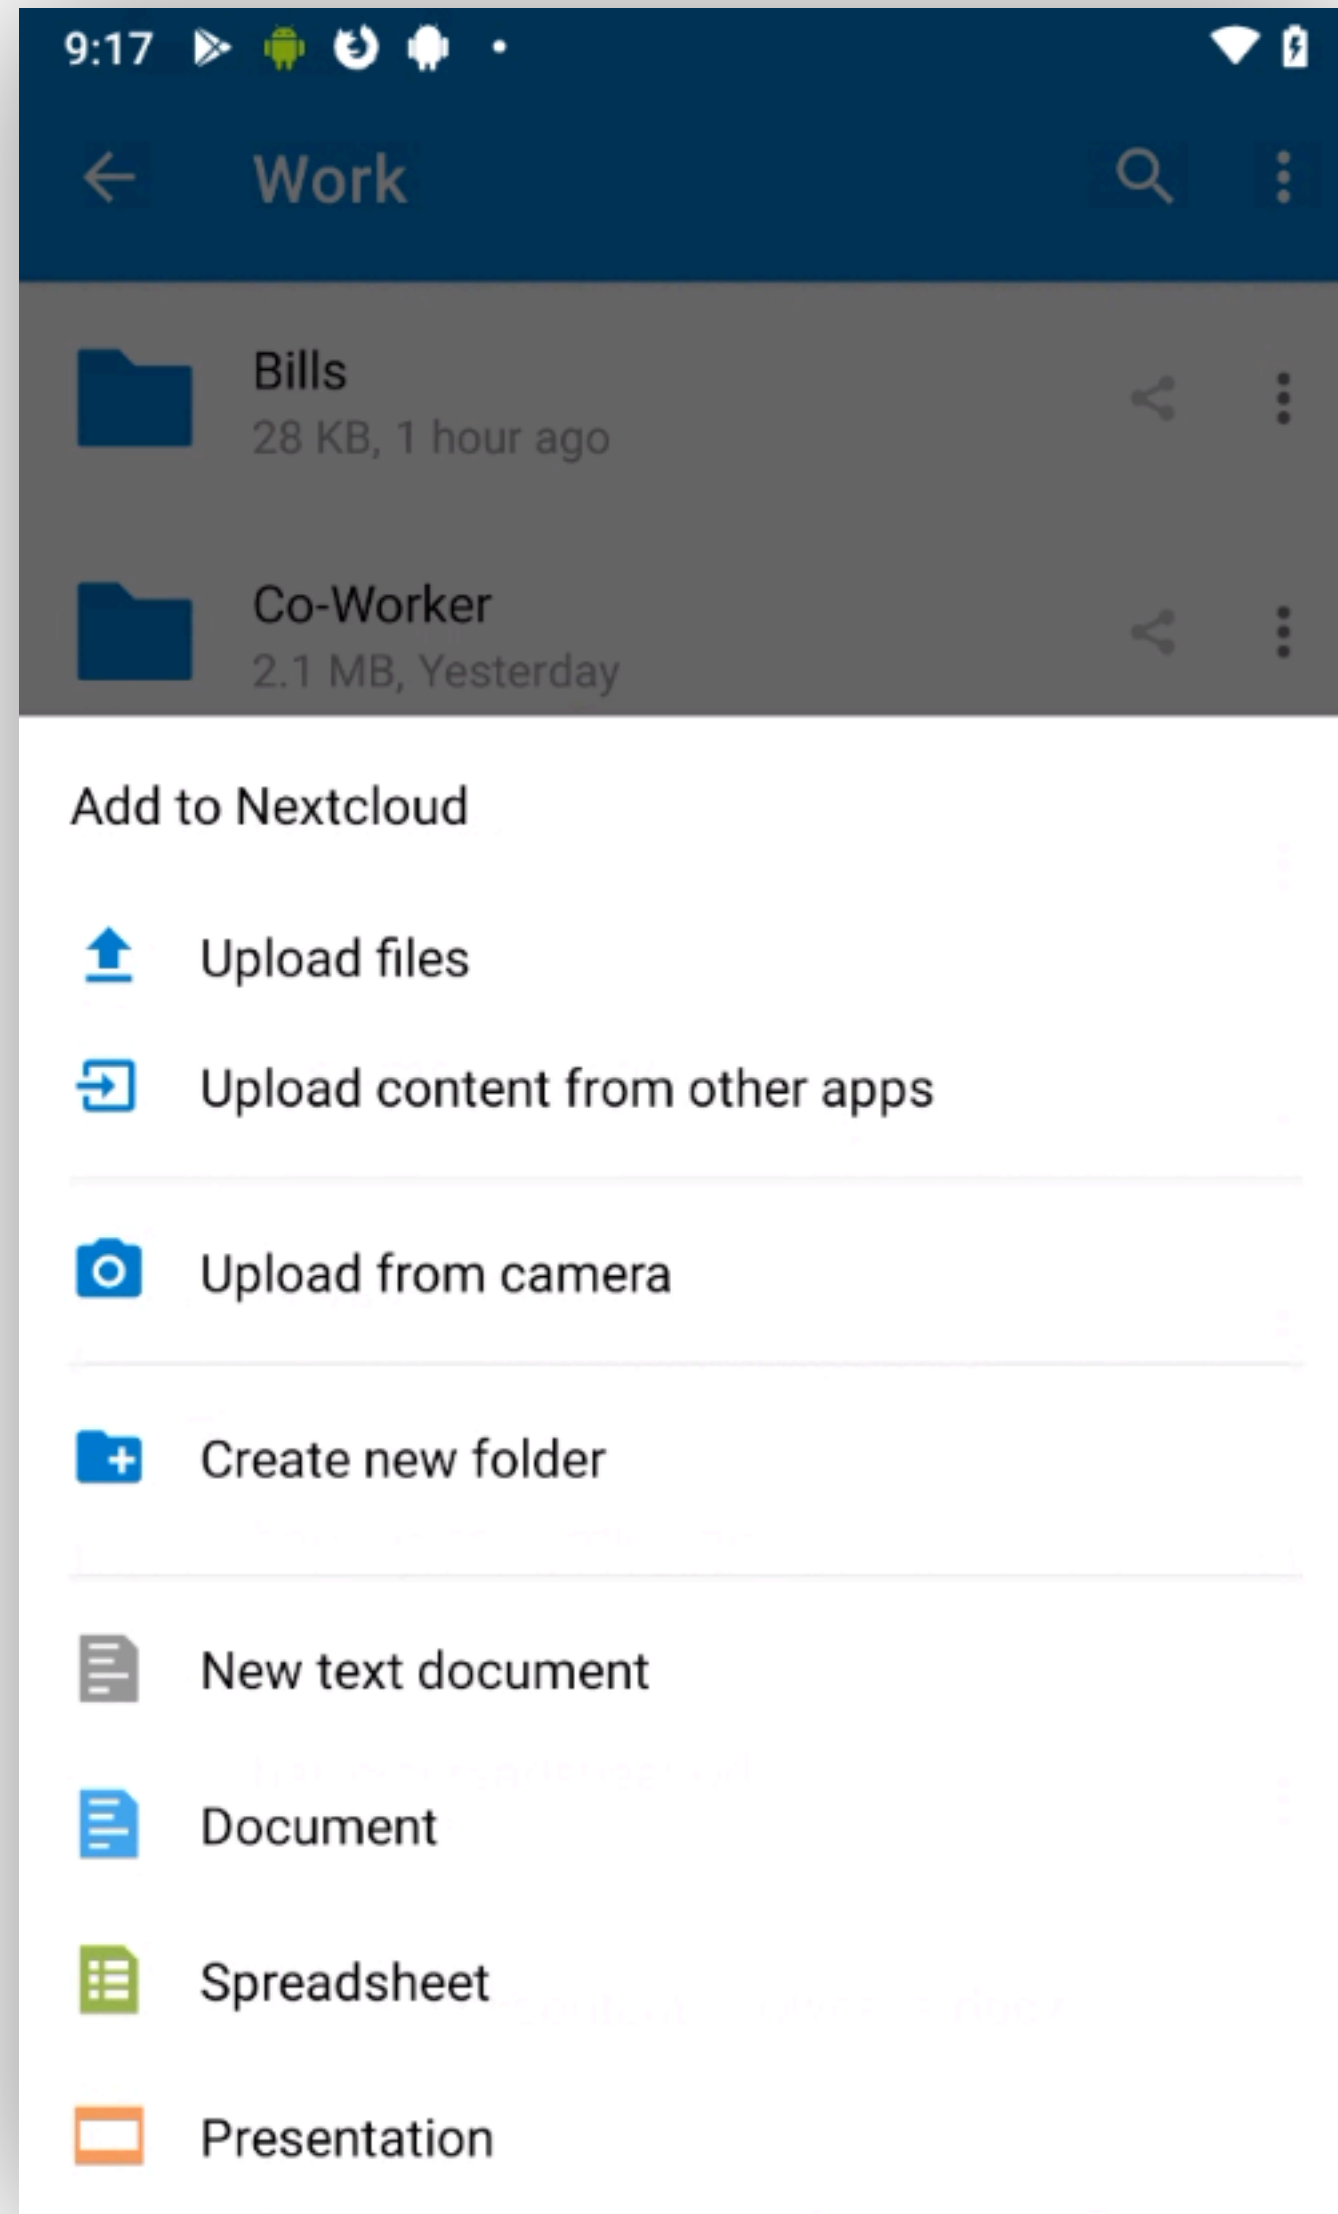 9:17
Work
Bills
28 KB, 1 hour ago
Co-Worker
2.1 MB, Yesterday
Add to Nextcloud
Upload files
Upload content from other apps
Upload from camera
Create new folder
New text document
Document
Spreadsheet
Presentation